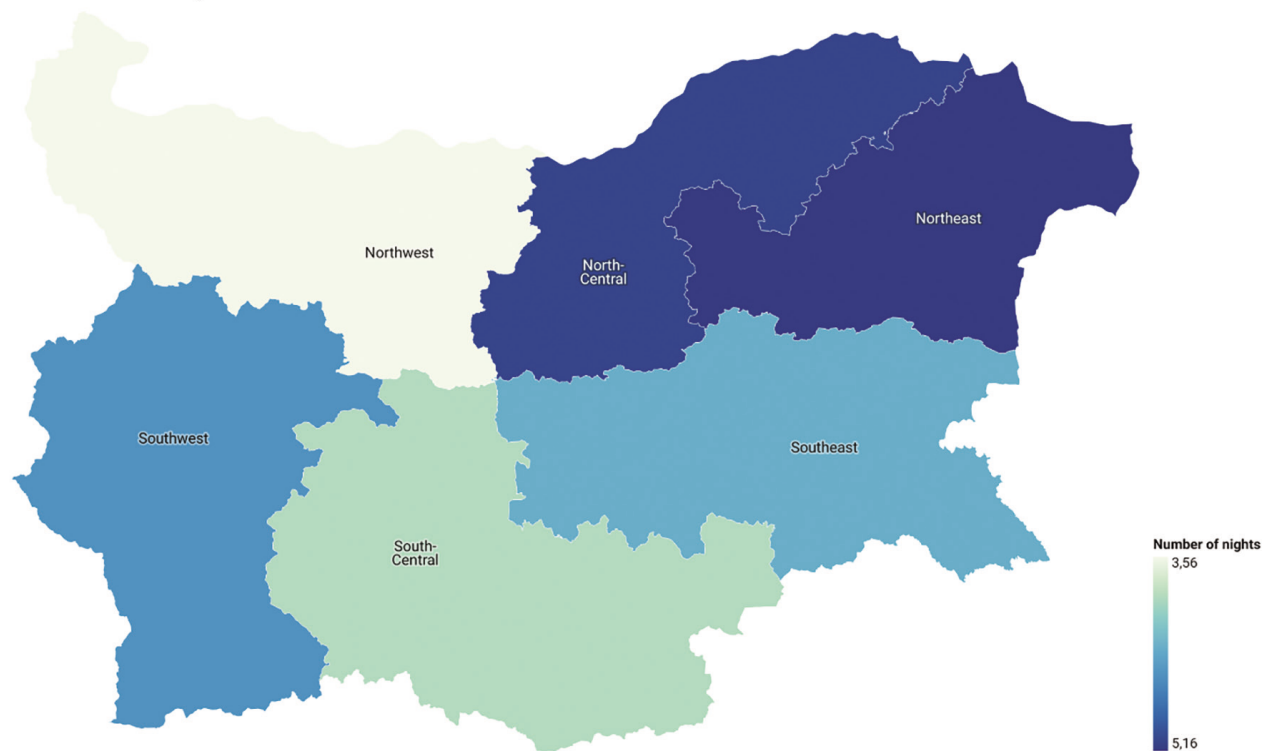 Northwest
North-
Central
Northeast
Southwest
Southeast
South-
Central
Number of nights
3,56
5,16